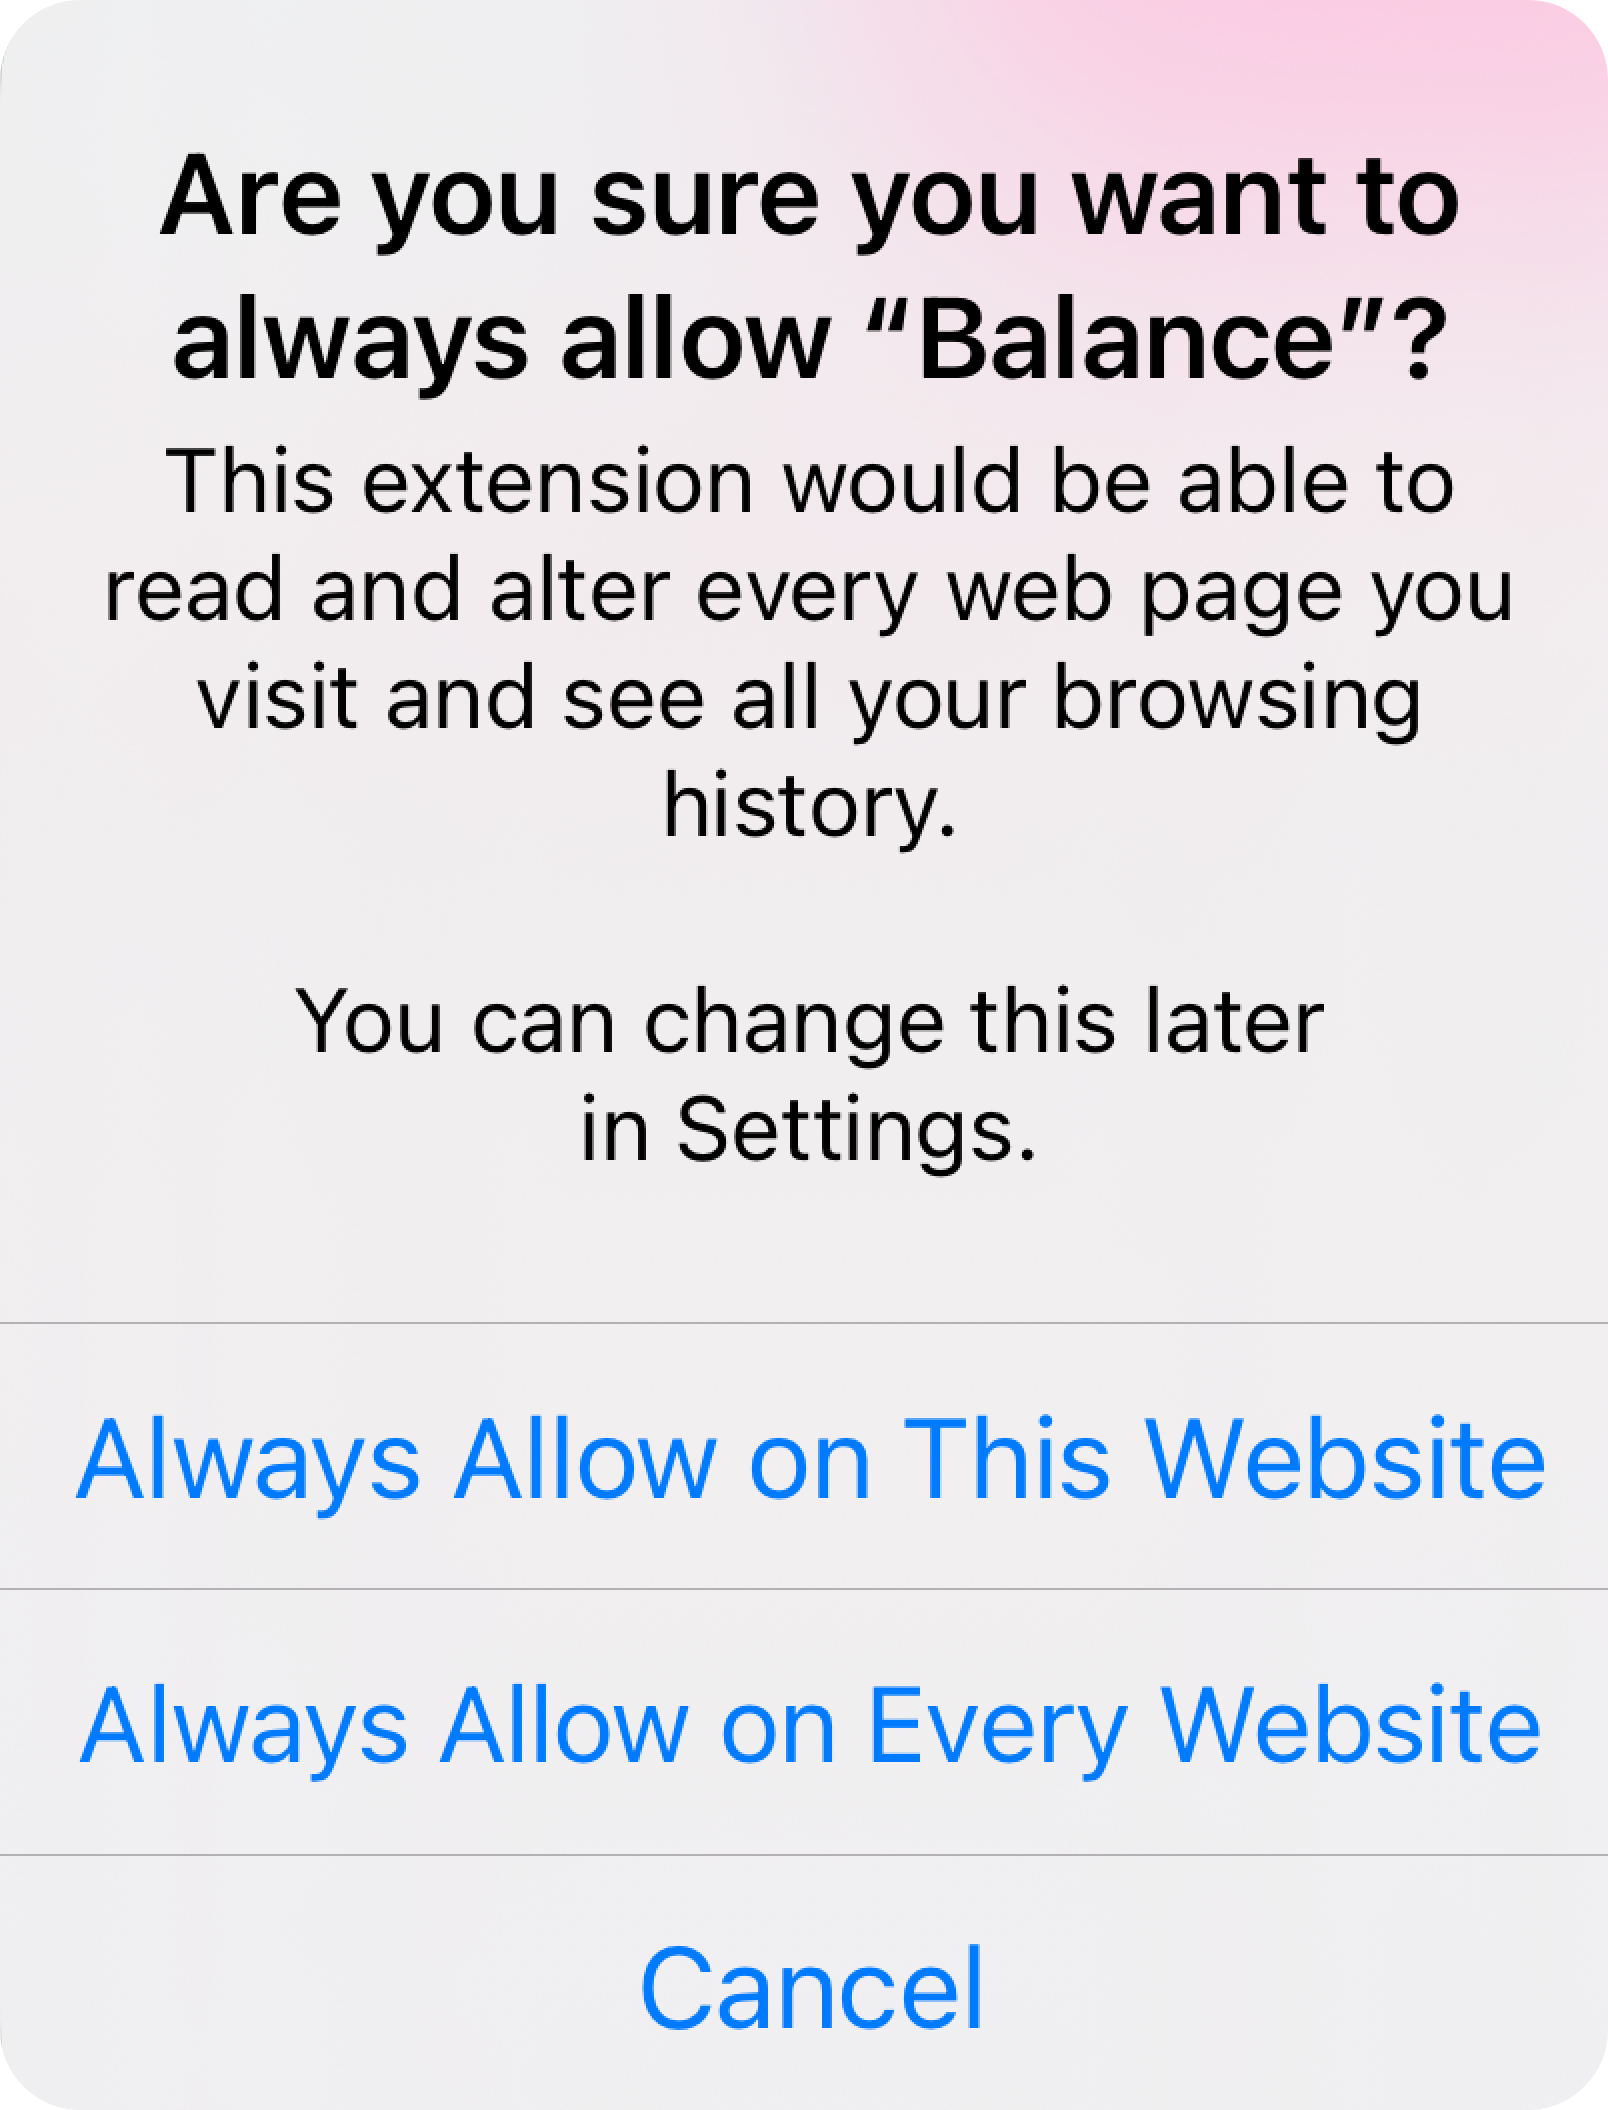 Are you sure you want to
always allow “Balance”?
This extension would be able to
read and alter every web page you
visit and see all your browsing
history.
You can change this later
in Settings.
Always Allow on This Website
Always Allow on Every Website
Cancel